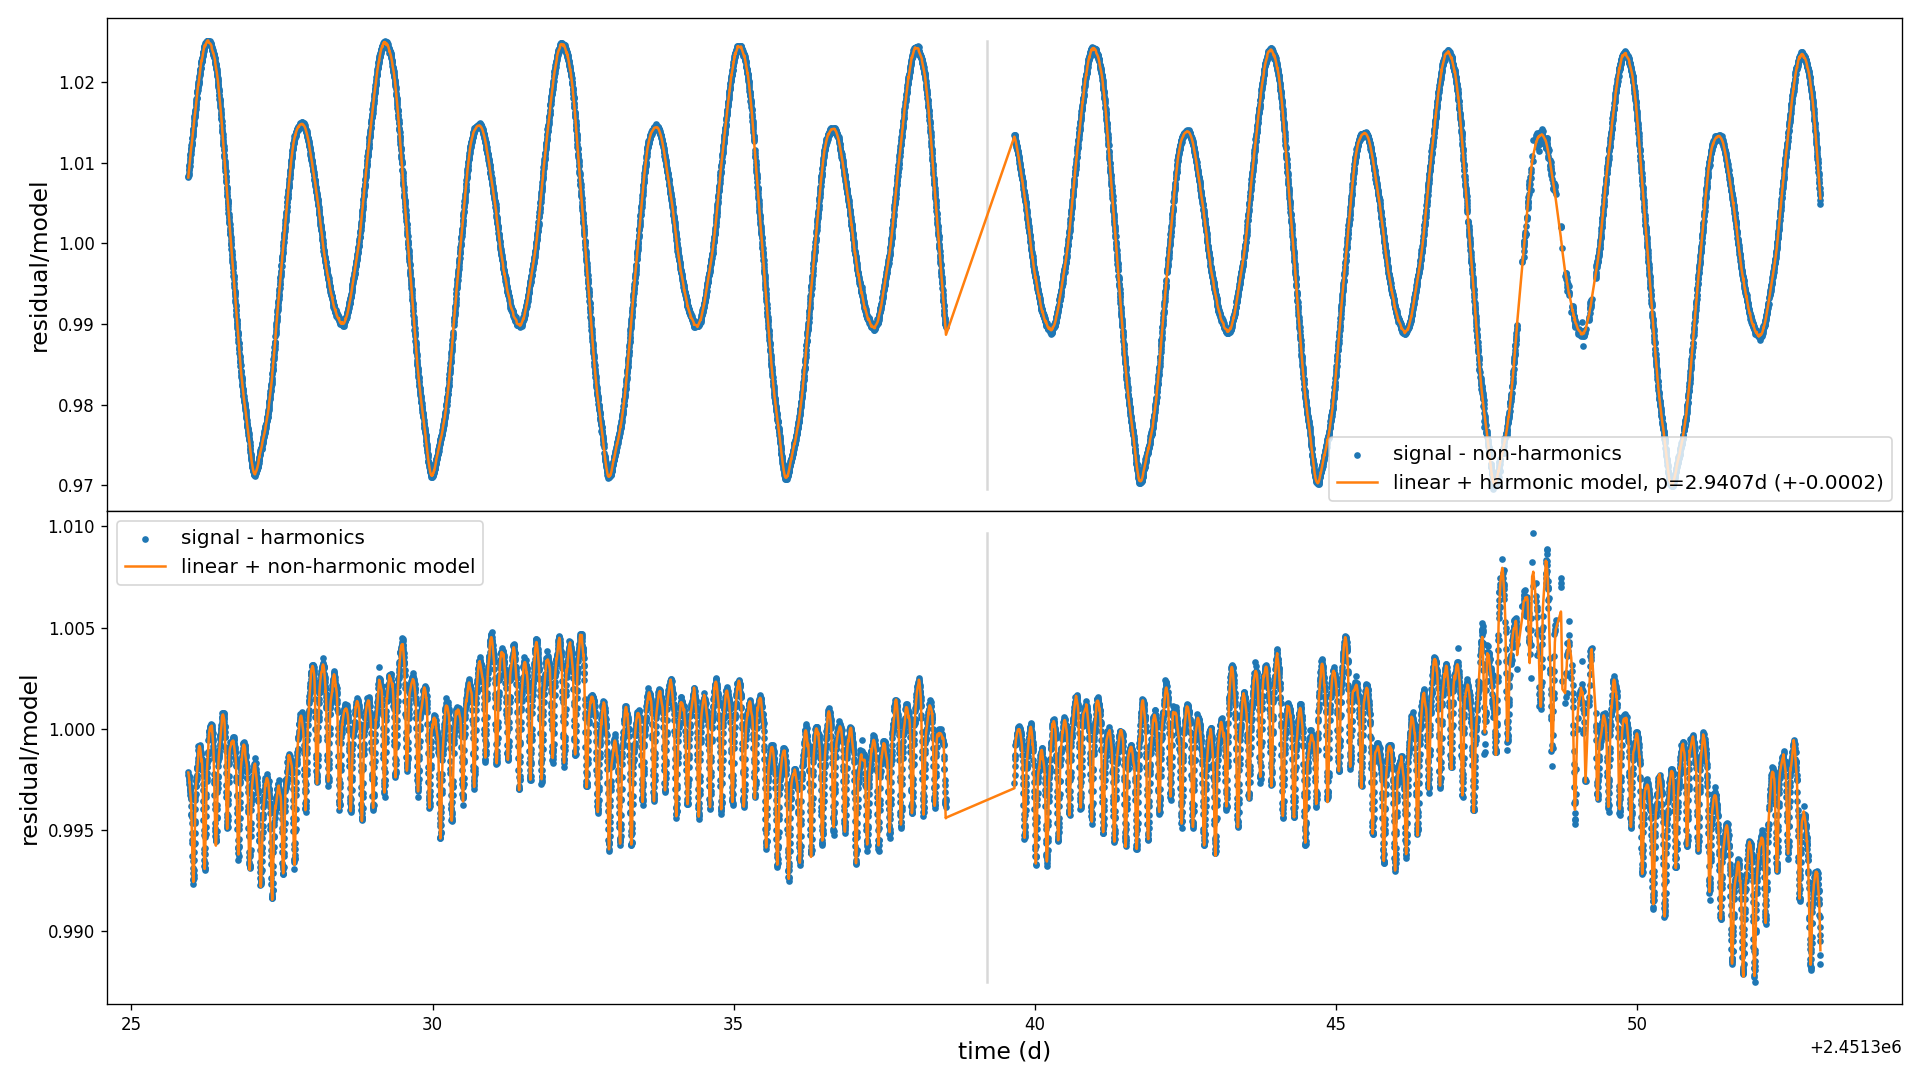 1.02
1.01
1.00
0.99
0.98
0.97
residual/model
signal - non-harmonics
linear + harmonic model, p=2.9407d (+-0.0002)
1.010
1.005
1.000
0.995
0.990
residual/model
signal - harmonics
linear + non-harmonic model
25 30 35 40 45 50
time (d)
+2.4513e6